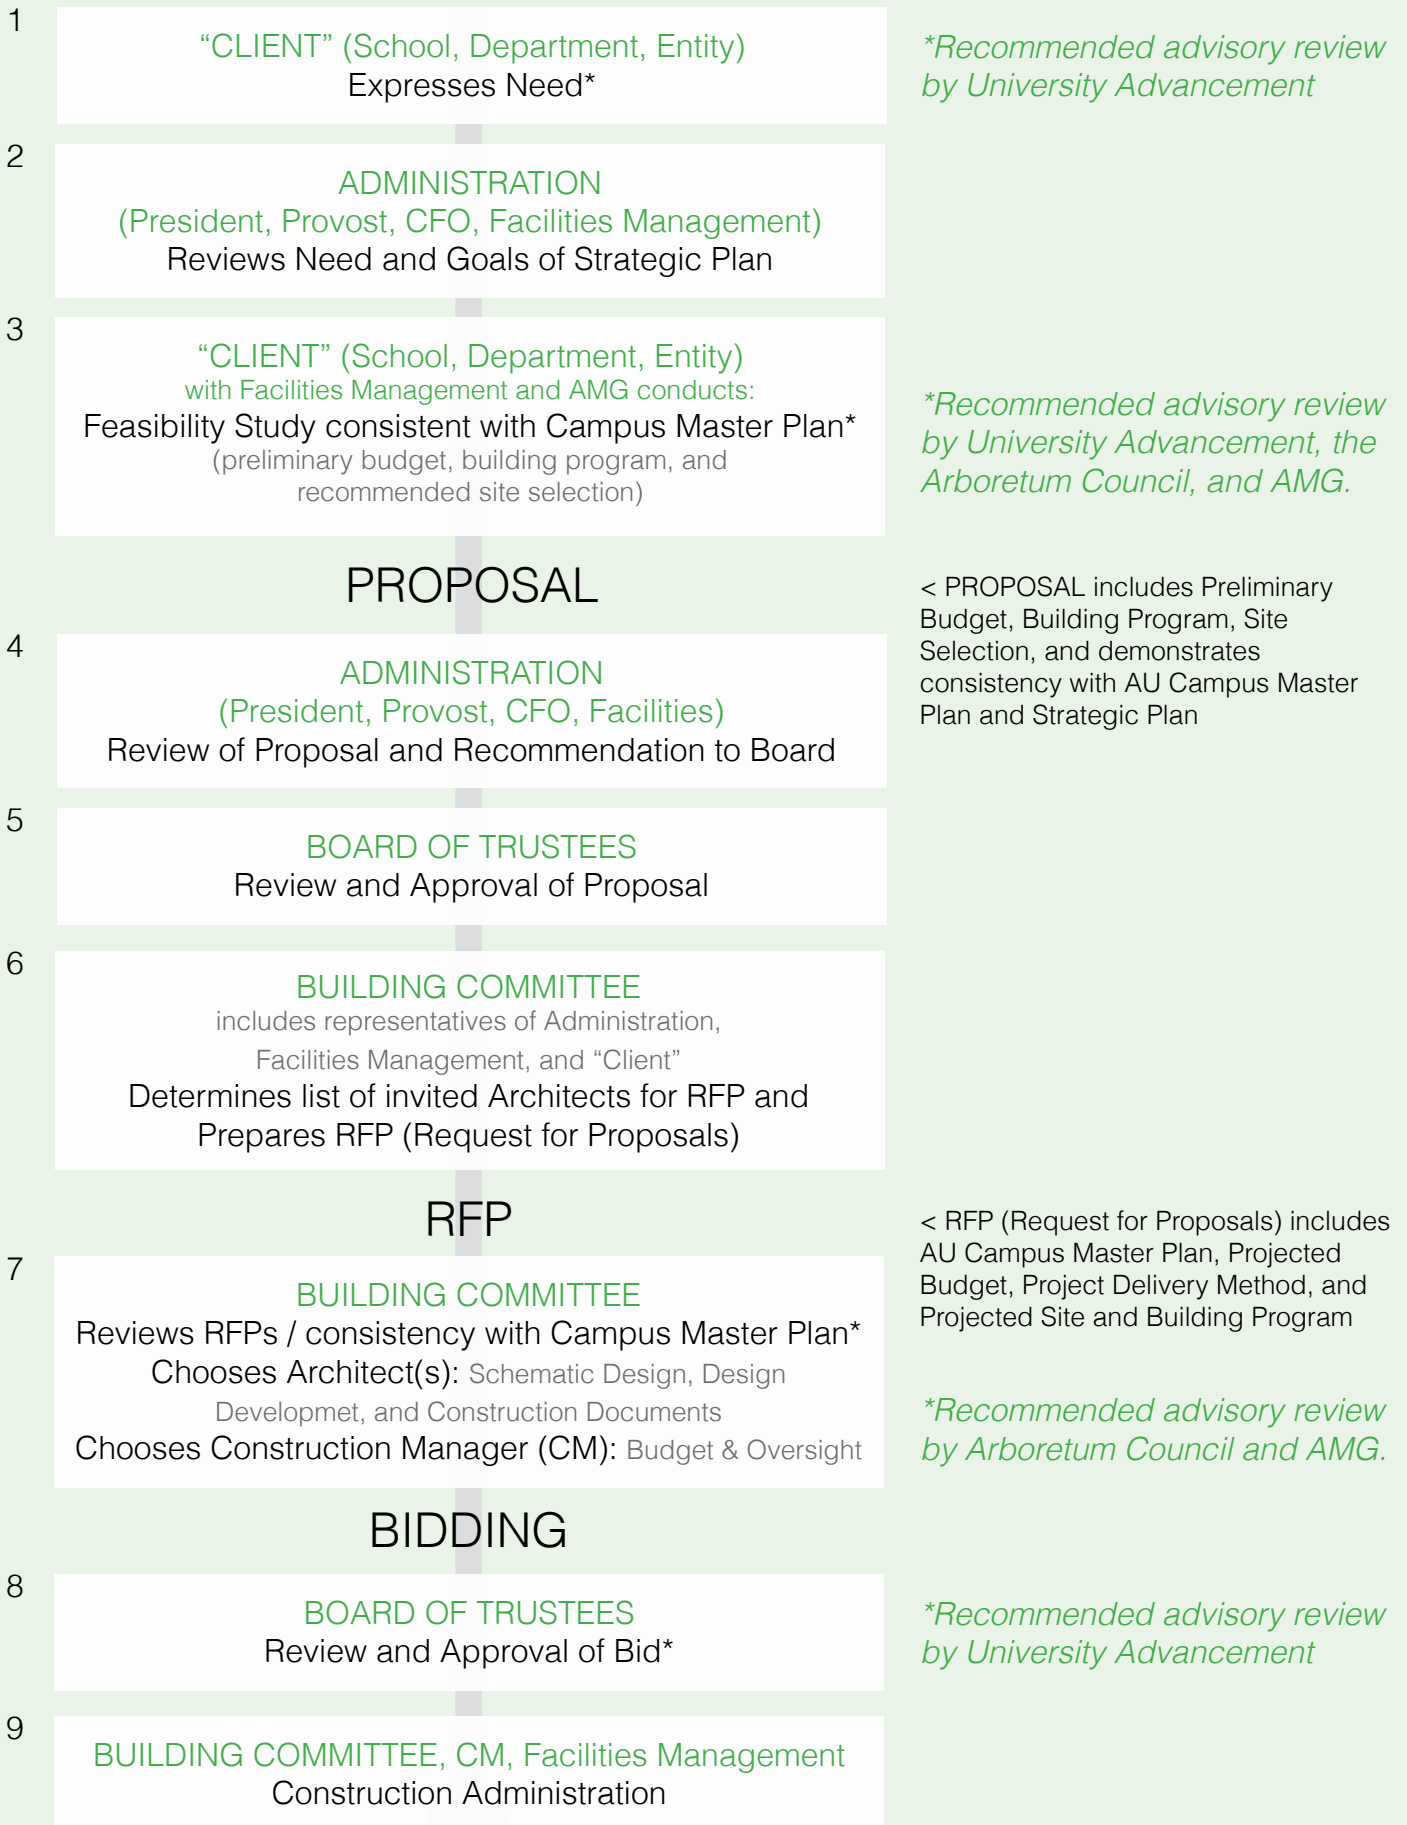 1
“CLIENT” (School, Department, Entity)
Expresses Need*
*Recommended advisory review
by University Advancement
2
ADMINISTRATION
(President, Provost, CFO, Facilities Management)
Reviews Need and Goals of Strategic Plan
3
“CLIENT” (School, Department, Entity)
with Facilities Management and AMG conducts:
Feasibility Study consistent with Campus Master Plan*
(preliminary budget, building program, and
recommended site selection)
*Recommended advisory review
by University Advancement, the
Arboretum Council, and AMG.
PROPOSAL
< PROPOSAL includes Preliminary
Budget, Building Program, Site
Selection, and demonstrates
consistency with AU Campus Master
Plan and Strategic Plan
4
ADMINISTRATION
(President, Provost, CFO, Facilities)
Review of Proposal and Recommendation to Board
5
BOARD OF TRUSTEES
Review and Approval of Proposal
6
BUILDING COMMITTEE
includes representatives of Administration,
Facilities Management, and “Client”
Determines list of invited Architects for RFP and
Prepares RFP (Request for Proposals)
RFP
< RFP (Request for Proposals) includes
AU Campus Master Plan, Projected
Budget, Project Delivery Method, and
Projected Site and Building Program
7
BUILDING COMMITTEE
Reviews RFPs / consistency with Campus Master Plan*
Chooses Architect(s): Schematic Design, Design
Developmet, and Construction Documents
Chooses Construction Manager (CM): Budget & Oversight
*Recommended advisory review
by Arboretum Council and AMG.
BIDDING
8
BOARD OF TRUSTEES
Review and Approval of Bid*
*Recommended advisory review
by University Advancement
9
BUILDING COMMITTEE, CM, Facilities Management
Construction Administration